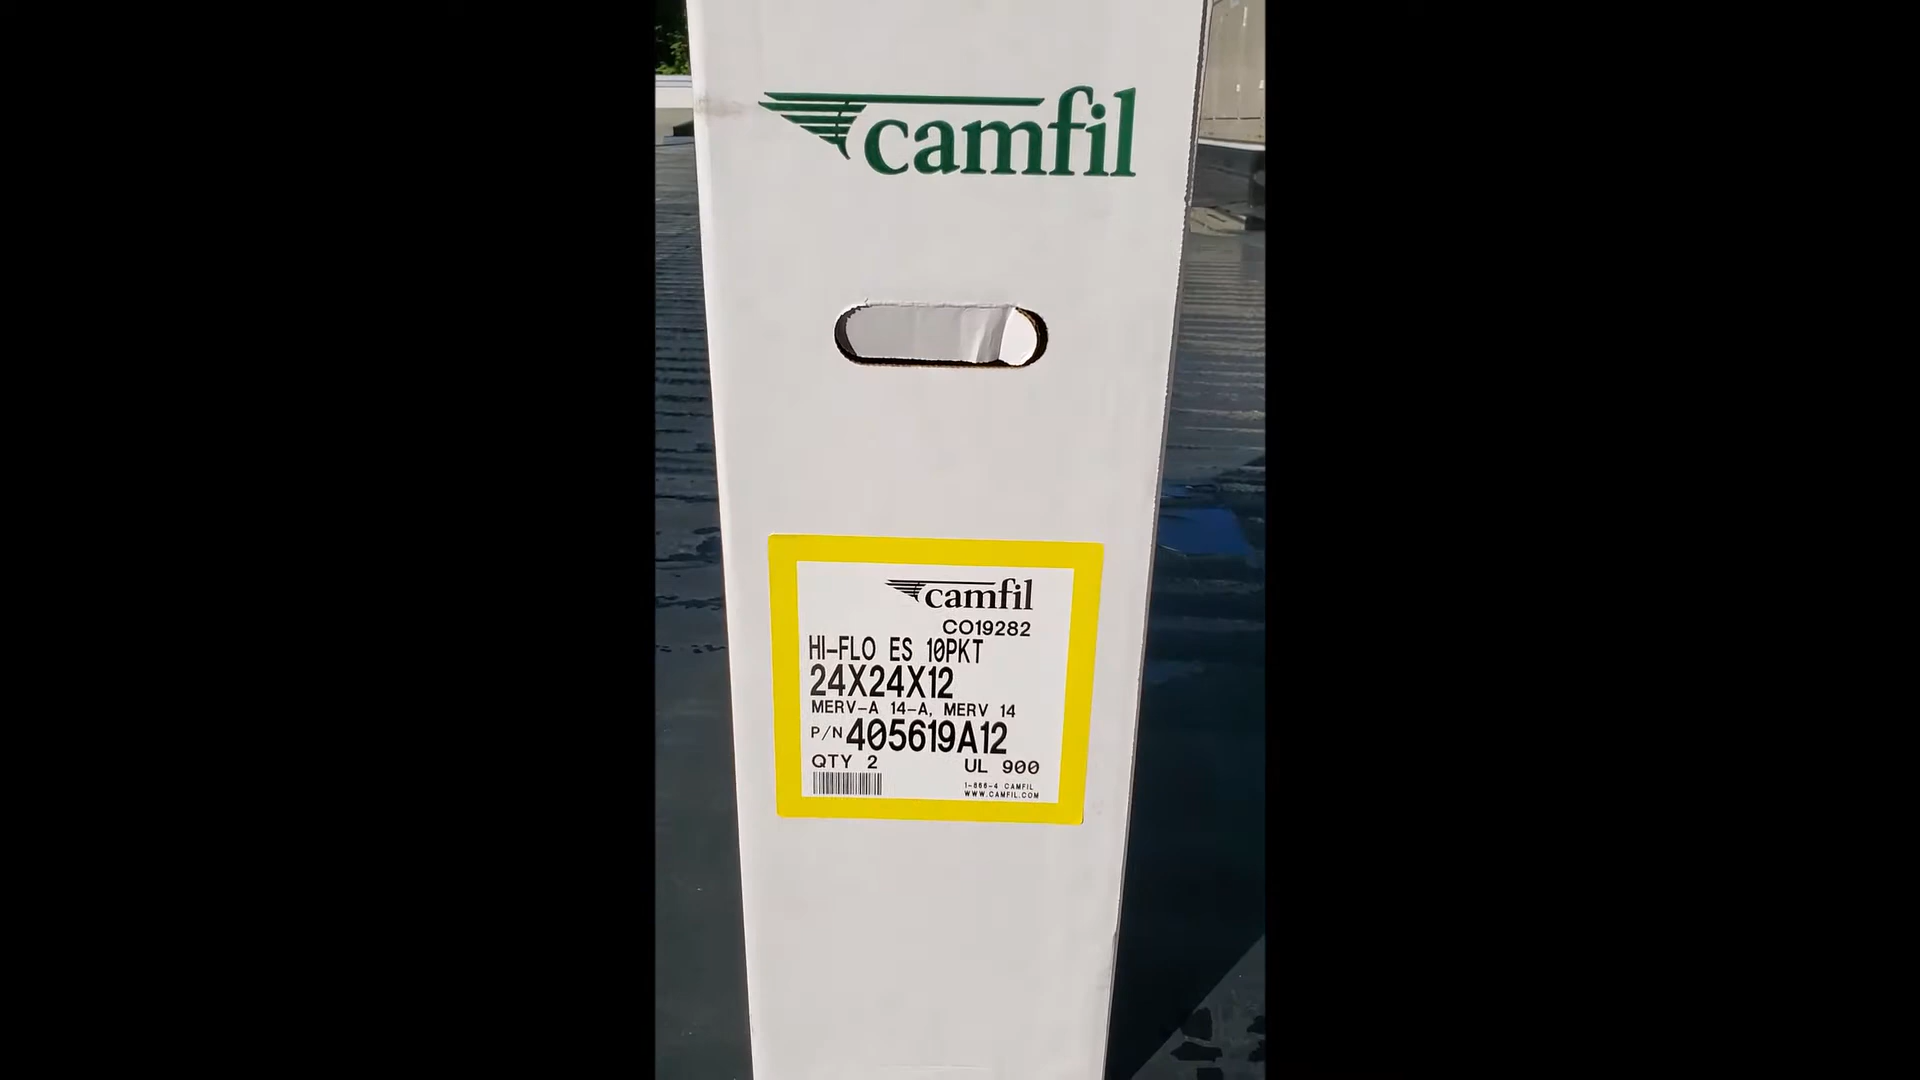 camfil
camfil
CO19282
HI-FLO ES 10PKT
24X24X12
MERV-A 14-A, MERV 14
P/N 405619A12
QTY 2 UL 900
1-866-4 CAMFIL
WWW.CAMFIL.COM